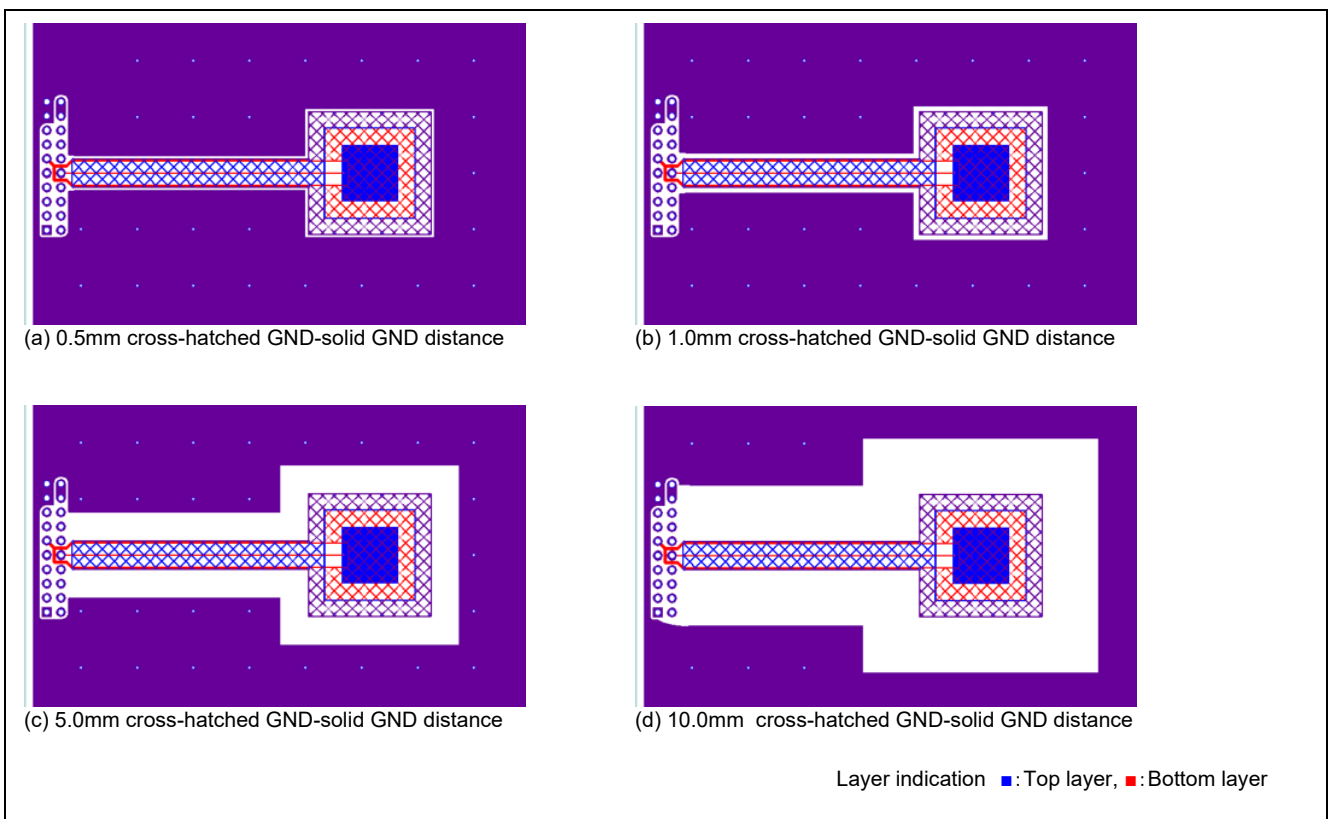 (a) 0.5mm cross-hatched GND-solid GND distance
(b) 1.0mm cross-hatched GND-solid GND distance
(c) 5.0mm cross-hatched GND-solid GND distance
(d) 10.0mm  cross-hatched GND-solid GND distance
Layer indication ■:Top layer, ■:Bottom layer